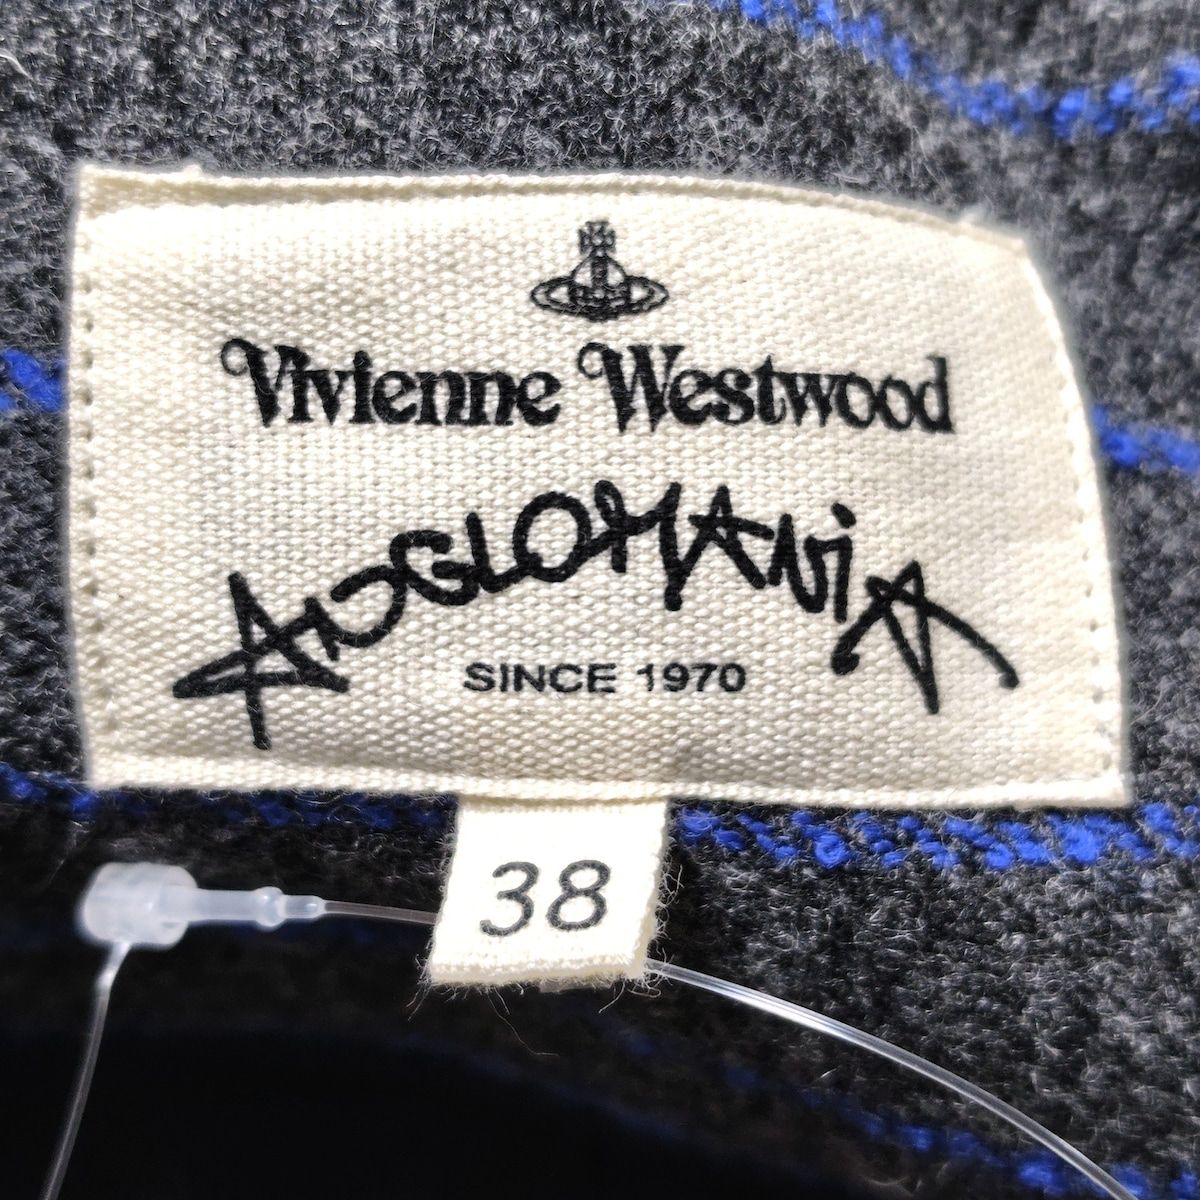 Vivienne Westwood
ANGLOMANiA
SINCE 1970
38